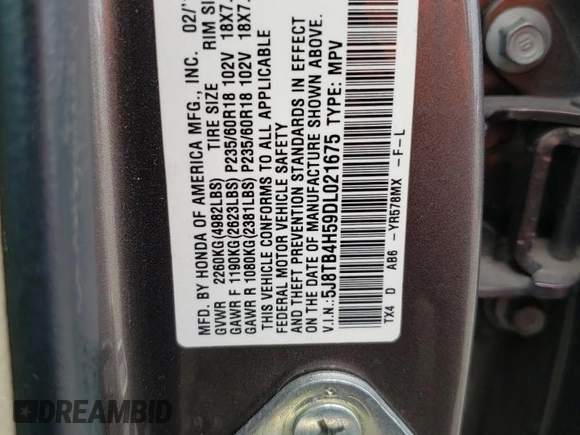 MFD. BY HONDA OF AMERICA MFG., INC. 02/
GVWR 2260KG(4982LBS) TIRE SIZE RIM SI
GAWR F 1190KG(2623LBS) P235/60R18 102V 18X7.
GAWR R 1080KG(2381LBS) P235/60R18 102V 18X7.
THIS VEHICLE CONFORMS TO ALL APPLICABLE
FEDERAL MOTOR VEHICLE SAFETY
AND THEFT PREVENTION STANDARDS IN EFFECT
ON THE DATE OF MANUFACTURE SHOWN ABOVE.
V.I.N.: 5J8TB4H59DL021675 TYPE: MPV
TX4 D AB6 -YR578MX -F-L
DREAMBID